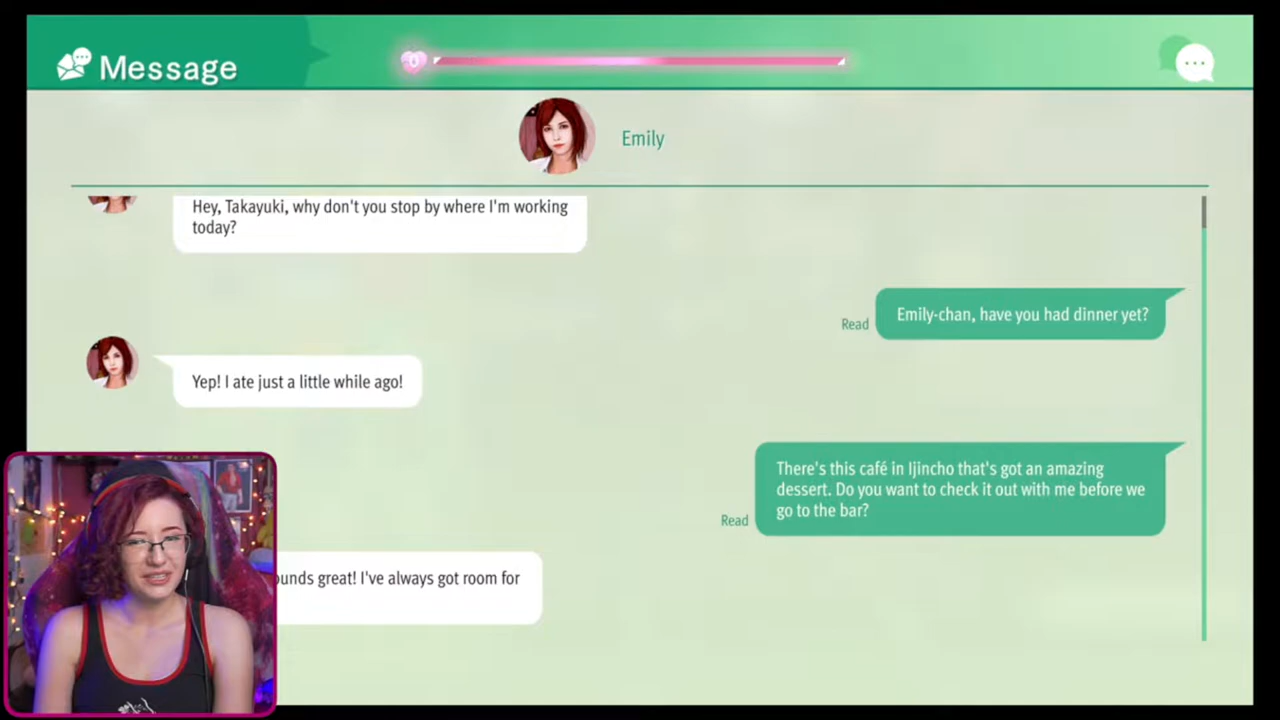 Message
0
Emily
Hey, Takayuki, why don't you stop by where I'm working
today?
Emily-chan, have you had dinner yet?
Read
Yep! I ate just a little while ago!
There's this café in Ijincho that's got an amazing
dessert. Do you want to check it out with me before we
go to the bar?
Read
ounds great! I've always got room for